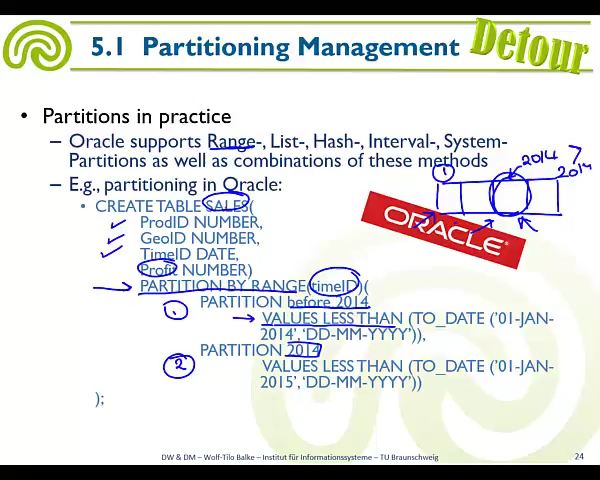 5.1 Partitioning Management
Detour
• Partitions in practice
– Oracle supports Range-, List-, Hash-, Interval-, System-
Partitions as well as combinations of these methods
– E.g., partitioning in Oracle:
• CREATE TABLE SALES(
ProdID NUMBER,
GeoID NUMBER,
TimeID DATE,
Profit NUMBER)
PARTITION BY RANGE(timeID)(
PARTITION before 2014
VALUES LESS THAN (TO_DATE ('01-JAN-
2014','DD-MM-YYYY')),
PARTITION 2014
VALUES LESS THAN (TO_DATE ('01-JAN-
2015','DD-MM-YYYY'))
);
1
2014
>
2014
ORACLE®
1.
2
DW & DM – Wolf-Tilo Balke – Institut für Informationssysteme – TU Braunschweig
24